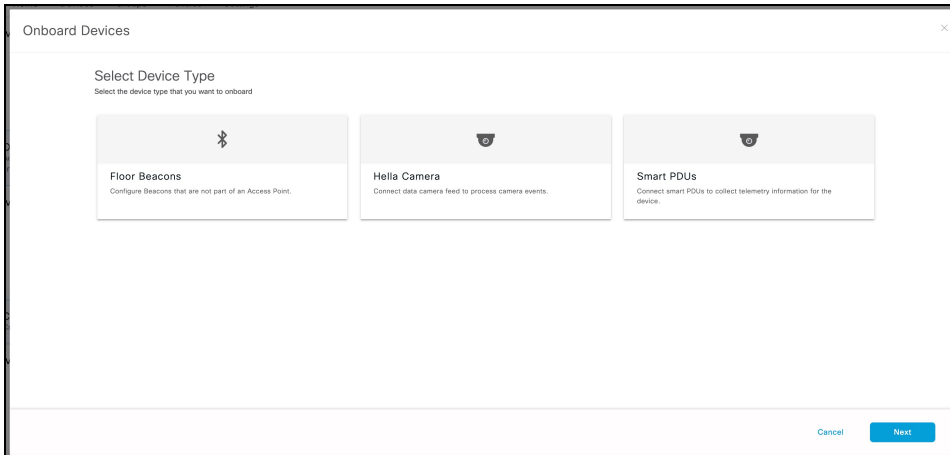 Onboard Devices
Select Device Type
Select the device type that you want to onboard
Floor Beacons
Configure Beacons that are not part of an Access Point.
Hella Camera
Connect data camera feed to process camera events.
Smart PDUs
Connect smart PDUs to collect telemetry information for the
device.
Cancel
Next